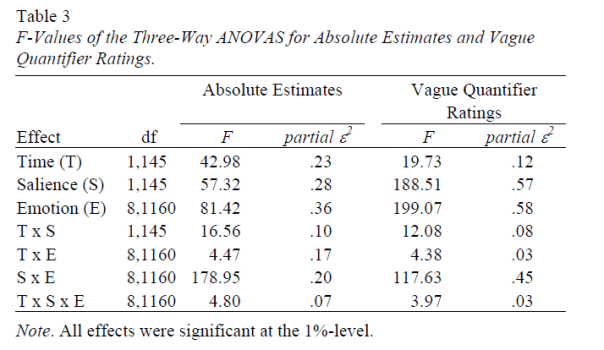 Table 3
F-Values of the Three-Way ANOVAS for Absolute Estimates and Vague
Quantifier Ratings.
Absolute Estimates Vague Quantifier
Ratings
Effect df F partial ε² F partial ε²
Time (T) 1,145 42.98 .23 19.73 .12
Salience (S) 1,145 57.32 .28 188.51 .57
Emotion (E) 8,1160 81.42 .36 199.07 .58
T x S 1,145 16.56 .10 12.08 .08
T x E 8,1160 4.47 .17 4.38 .03
S x E 8,1160 178.95 .20 117.63 .45
T x S x E 8,1160 4.80 .07 3.97 .03
Note. All effects were significant at the 1%-level.